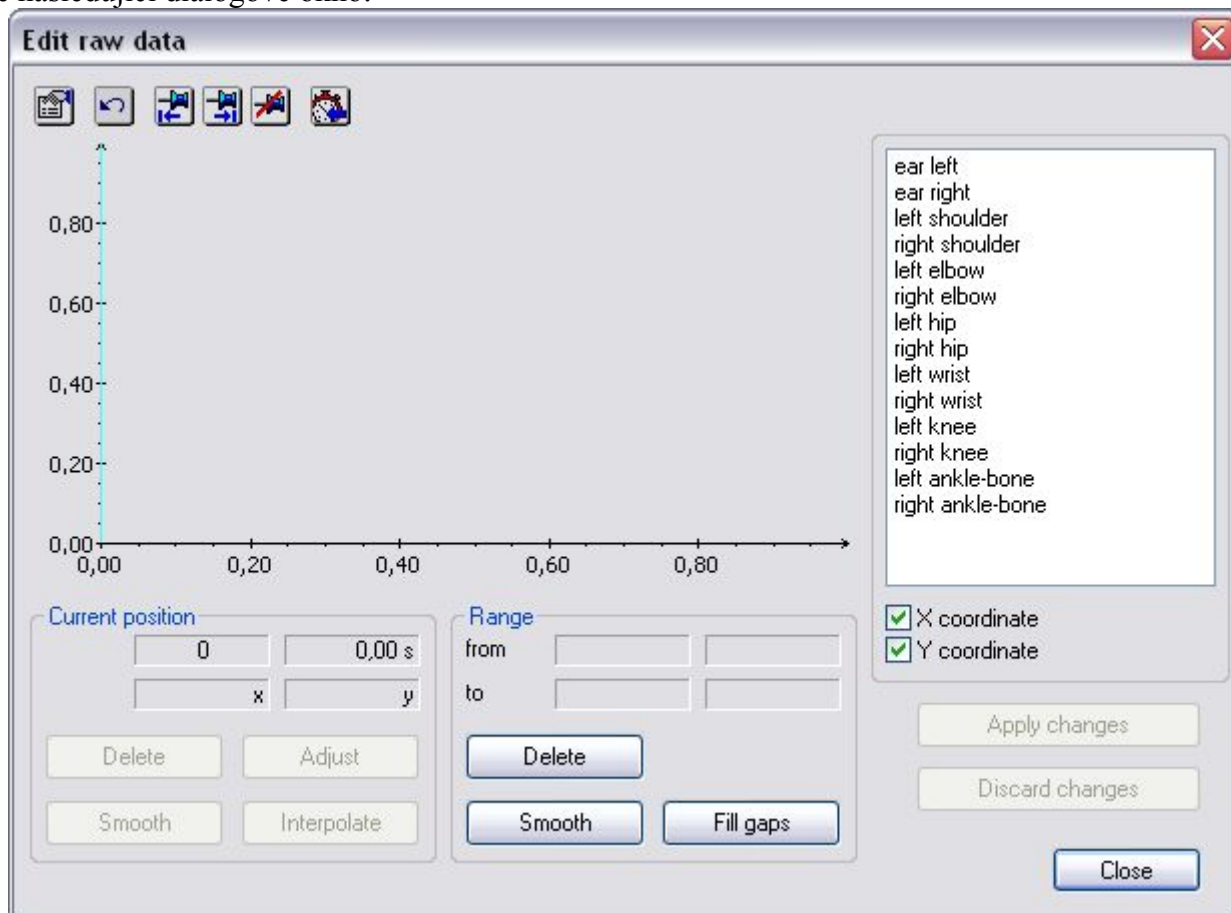 následující dialogové okno:
Edit raw data
0,80
0,60
0,40
0,20
0,00
0,00 0,20 0,40 0,60 0,80
ear left
ear right
left shoulder
right shoulder
left elbow
right elbow
left hip
right hip
left wrist
right wrist
left knee
right knee
left ankle-bone
right ankle-bone
X coordinate
Y coordinate
Current position
0 0,00 s
x y
Delete Adjust
Smooth Interpolate
Range
from
to
Delete
Smooth Fill gaps
Apply changes
Discard changes
Close